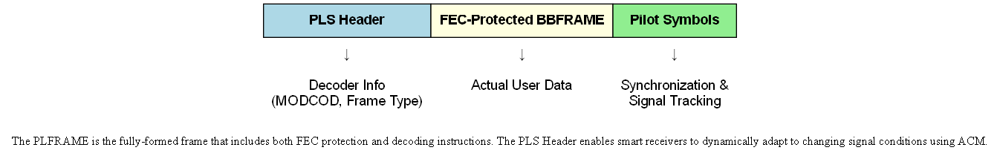 PLS Header FEC-Protected BBFRAME Pilot Symbols
↓ ↓ ↓
Decoder Info Actual User Data Synchronization &
(MODCOD, Frame Type) Signal Tracking
The PLFRAME is the fully-formed frame that includes both FEC protection and decoding instructions. The PLS Header enables smart receivers to dynamically adapt to changing signal conditions using ACM.